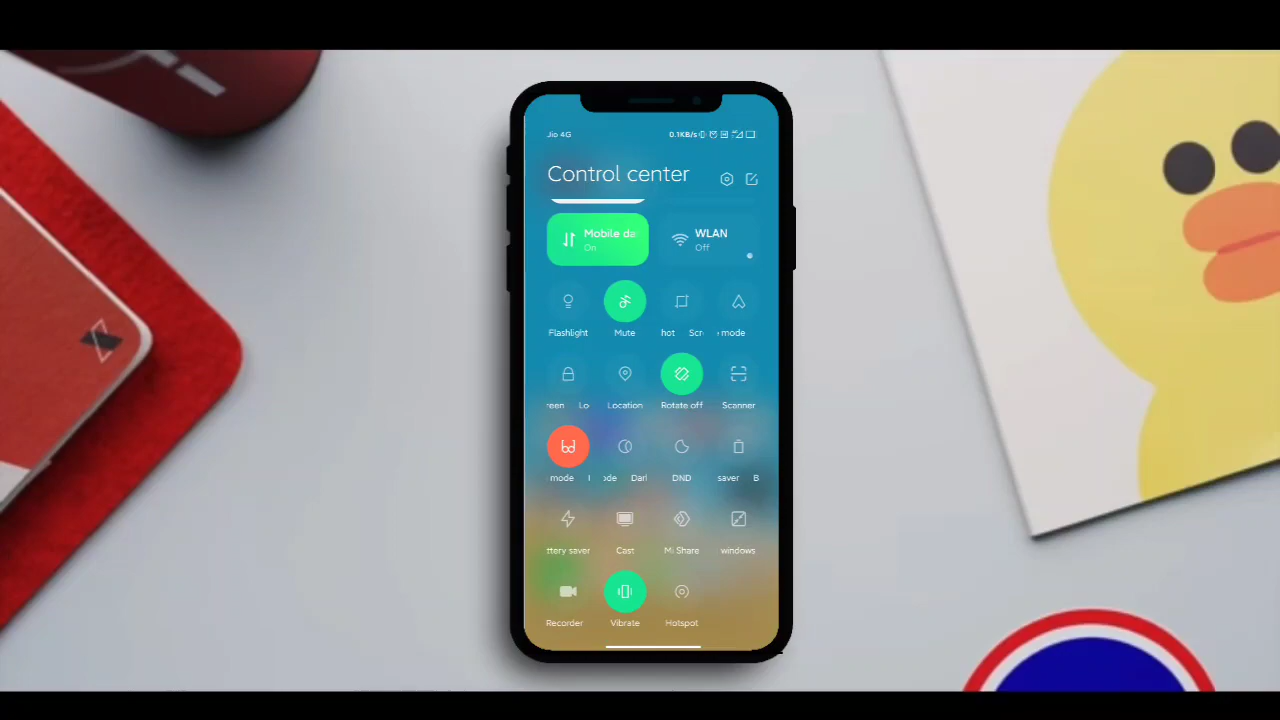 Jio 4G 0.1KB/s
Control center
Mobile da WLAN
On Off
Flashlight Mute hot Scr mode
reen Lo Location Rotate off Scanner
mode ode Darl DND saver B
ttery saver Cast Mi Share windows
Recorder Vibrate Hotspot